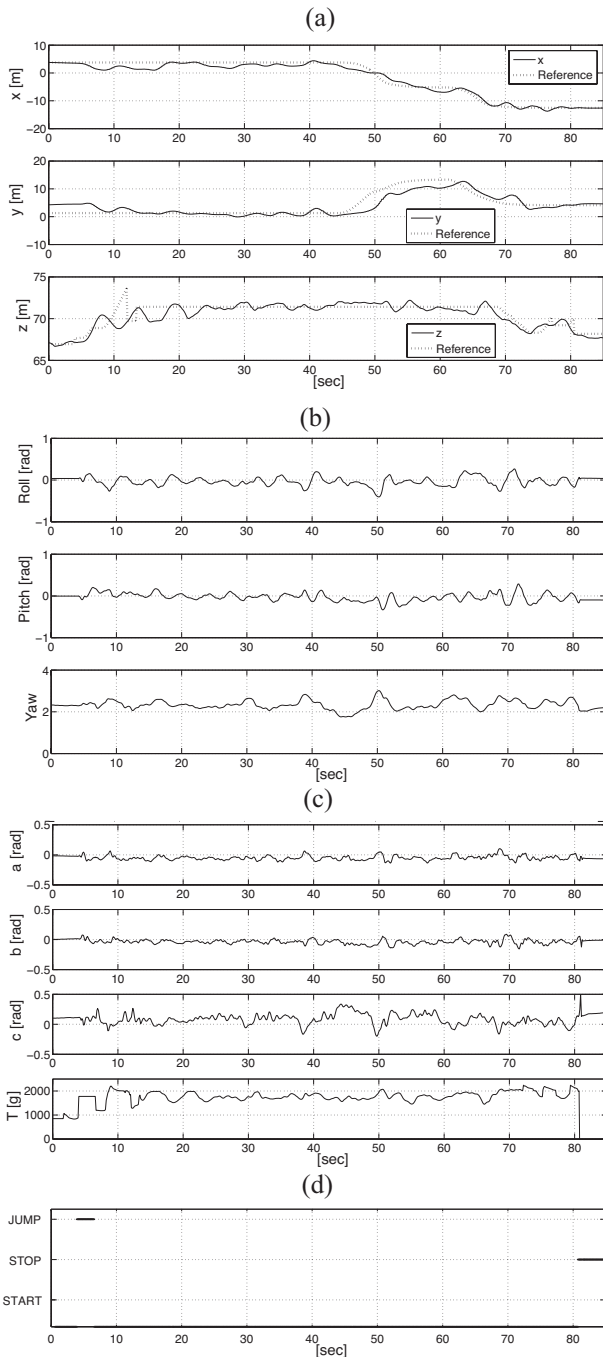 (a)
10
0
−10
−20
x [m]
x
Reference
0 10 20 30 40 50 60 70 80
20
10
0
−10
y [m]
y
Reference
0 10 20 30 40 50 60 70 80
75
70
65
z [m]
z
Reference
0 10 20 30 40 50 60 70 80
[sec]
(b)
1
0
−1
Roll [rad]
0 10 20 30 40 50 60 70 80
1
0
−1
Pitch [rad]
0 10 20 30 40 50 60 70 80
4
2
0
Yaw
0 10 20 30 40 50 60 70 80
[sec]
(c)
0.5
0
−0.5
a [rad]
0 10 20 30 40 50 60 70 80
0.5
0
−0.5
b [rad]
0 10 20 30 40 50 60 70 80
0.5
0
−0.5
c [rad]
0 10 20 30 40 50 60 70 80
2000
1000
0
T [g]
0 10 20 30 40 50 60 70 80
[sec]
(d)
JUMP
STOP
START
0 10 20 30 40 50 60 70 80
[sec]